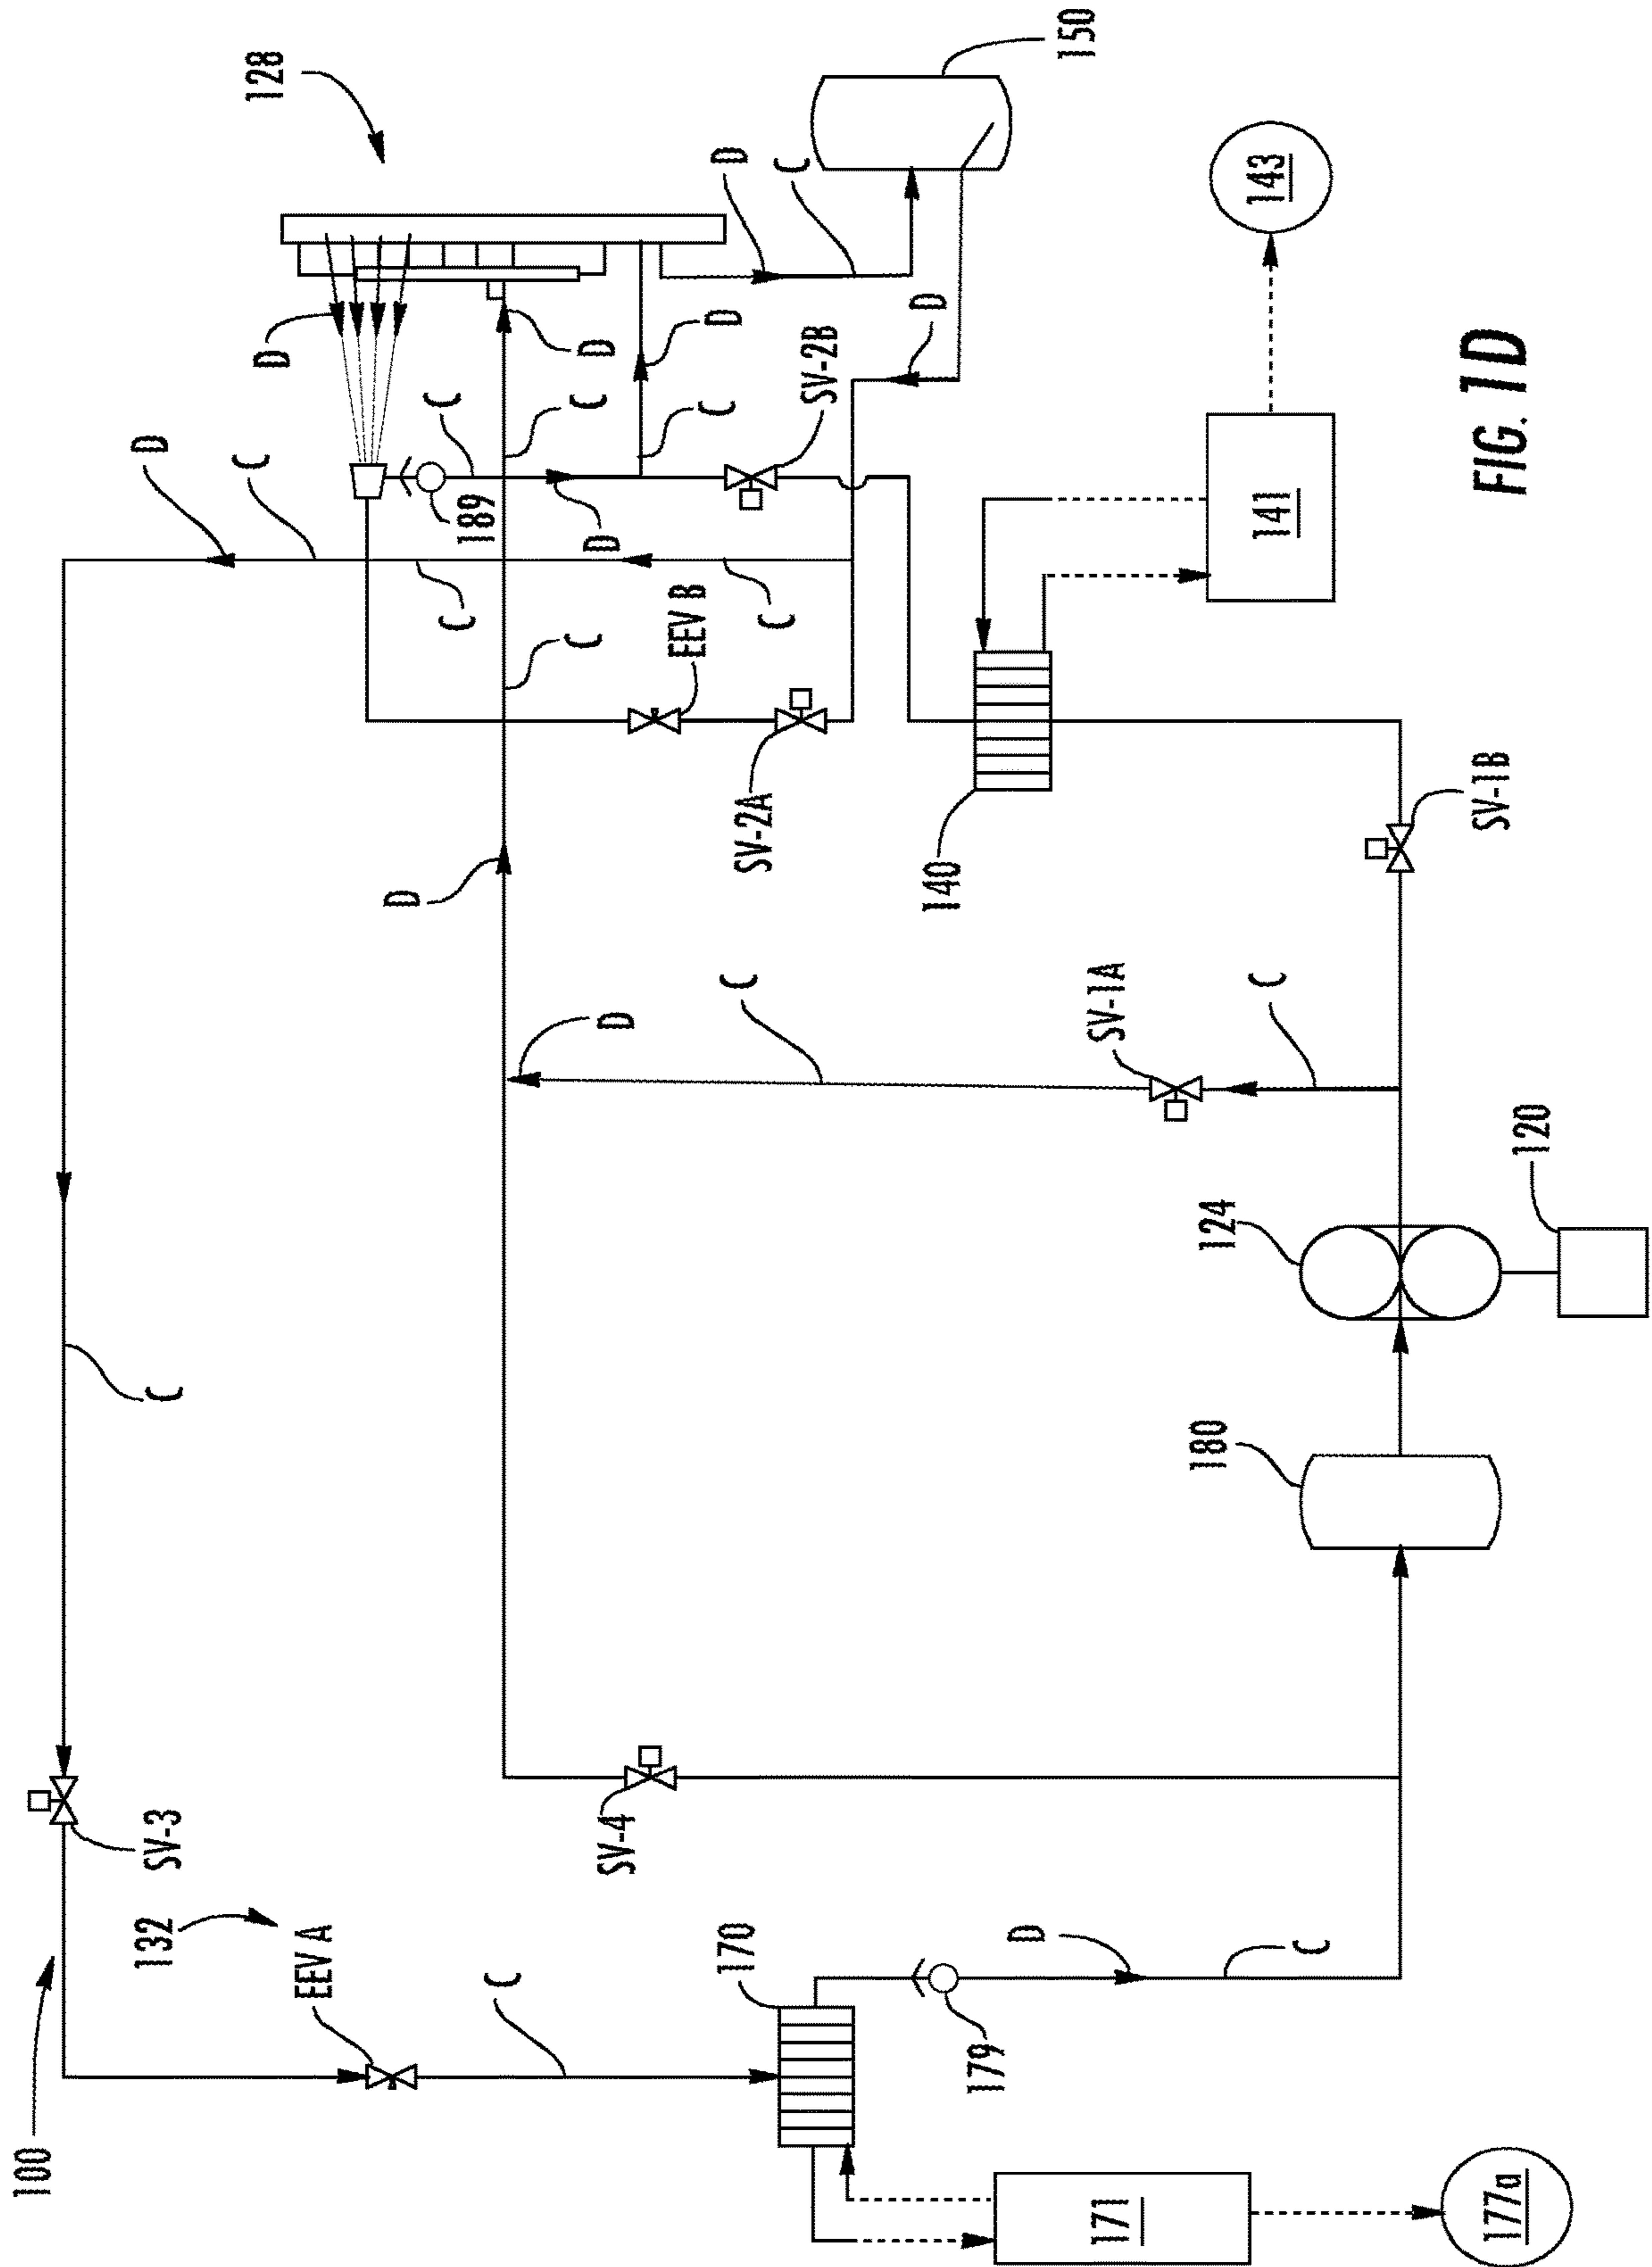 100
132
SV-3
C
D
C
D
128
EEV A
D
C
C
189
C
C
C
D
D
D
SV-4
EEV B
C
D
D
170
C
SV-2A
C
C
SV-2B
D
140
179
D
150
SV-1A
171
180
124
C
141
143
C
SV-1B
177a
120
FIG. 1D